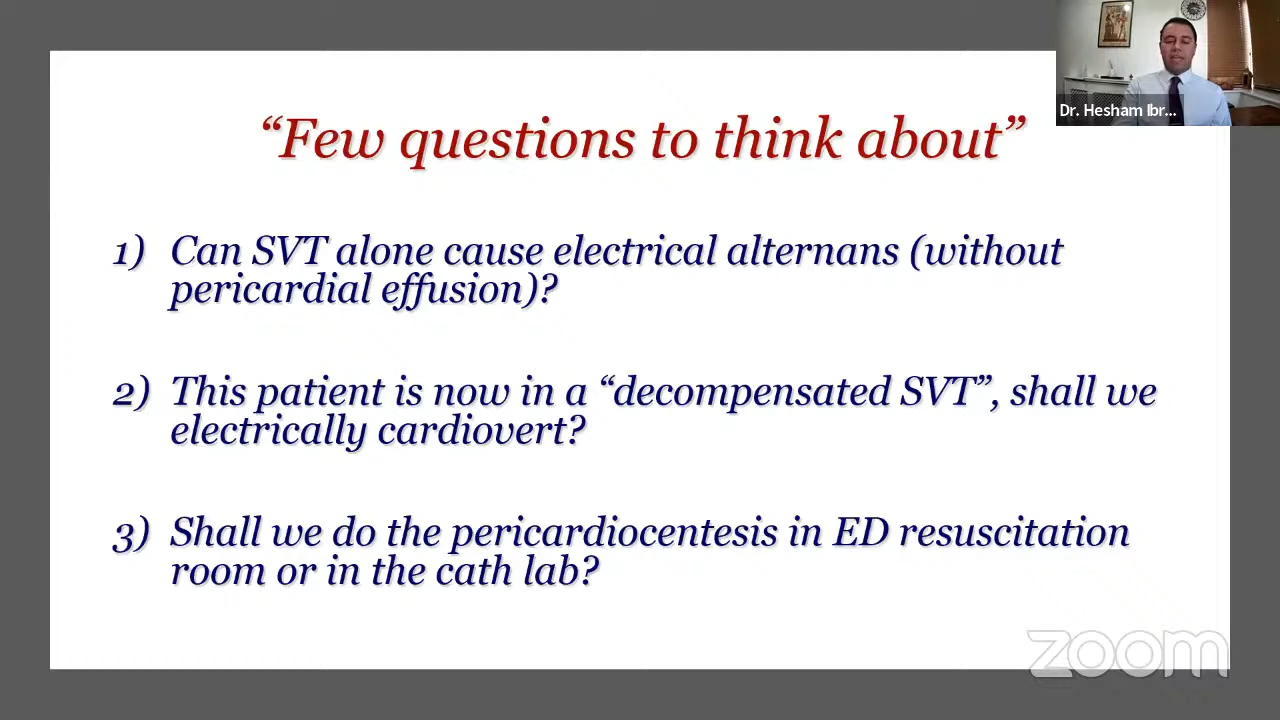 Dr. Hesham Ibr...
“Few questions to think about”
1) Can SVT alone cause electrical alternans (without
pericardial effusion)?
2) This patient is now in a “decompensated SVT”, shall we
electrically cardiovert?
3) Shall we do the pericardiocentesis in ED resuscitation
room or in the cath lab?
zoom